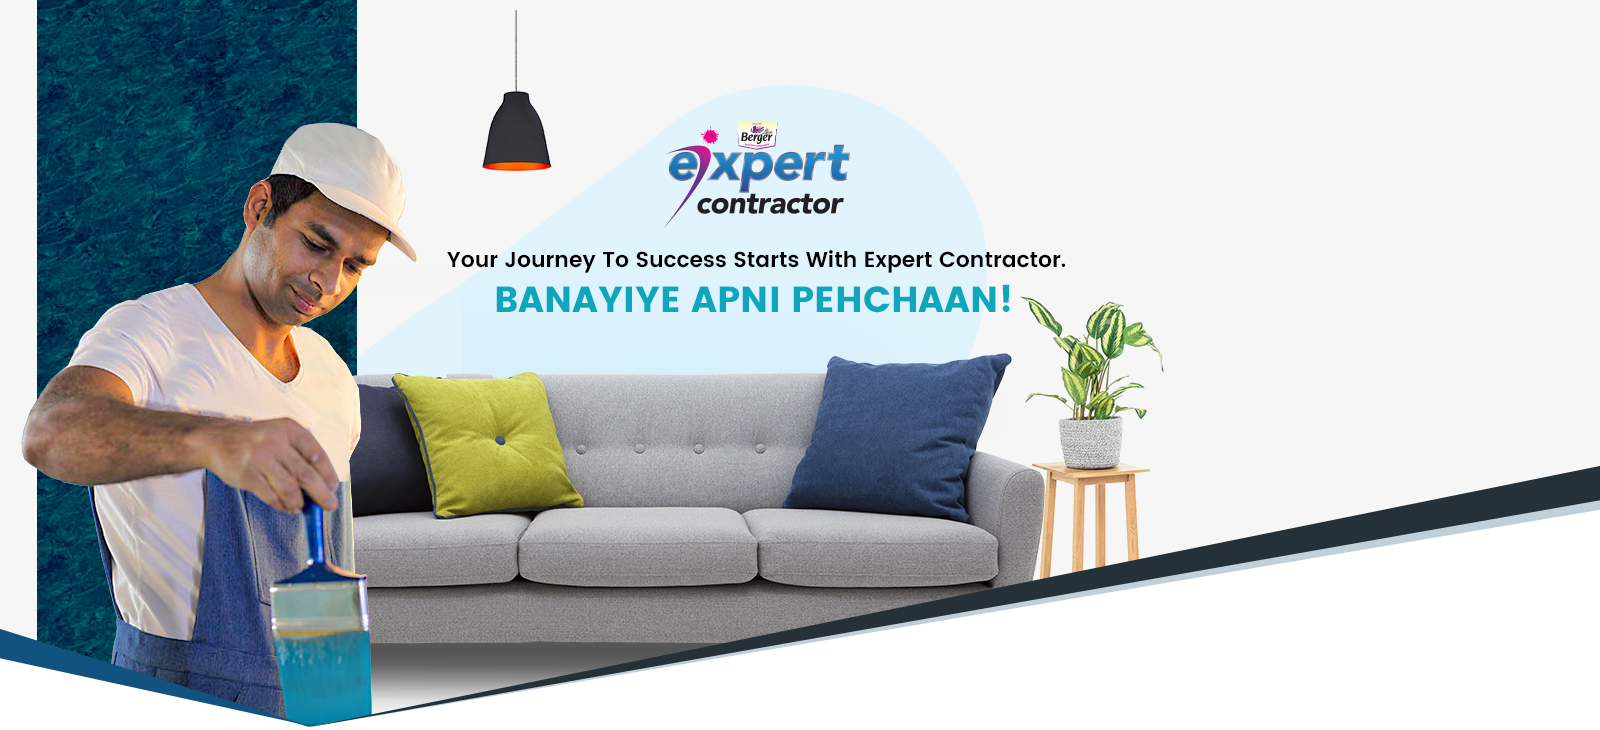 Berger
expert
contractor
Your Journey To Success Starts With Expert Contractor.
BANAYIYE APNI PEHCHAAN!